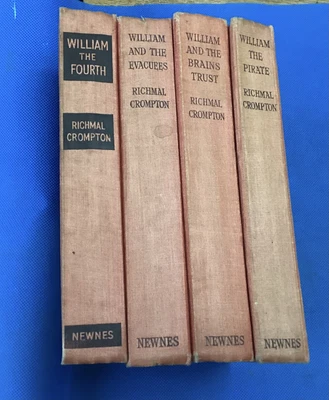 WILLIAM
THE
FOURTH
RICHMAL
CROMPTON
NEWNES
WILLIAM
AND THE
EVACUEES
RICHMAL
CROMPTON
NEWNES
WILLIAM
AND THE
BRAINS
TRUST
RICHMAL
CROMPTON
NEWNES
WILLIAM
THE
PIRATE
RICHMAL
CROMPTON
NEWNES